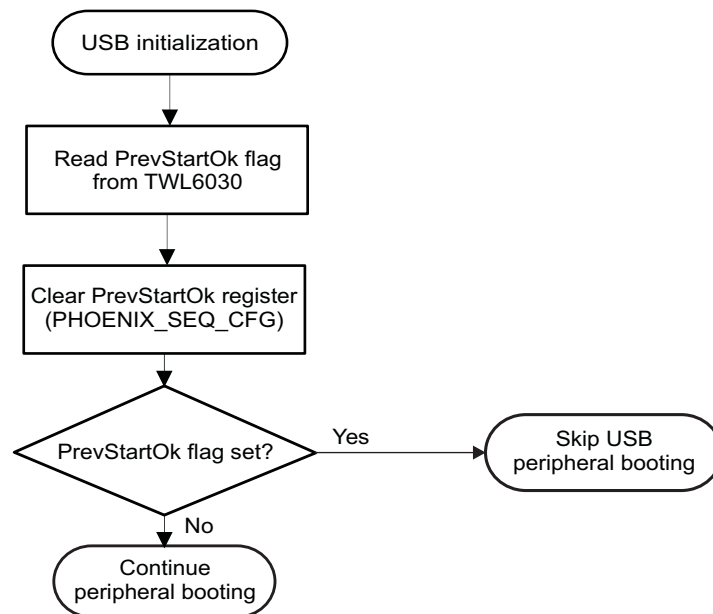 USB initialization
Read PrevStartOk flag
from TWL6030
Clear PrevStartOk register
(PHOENIX_SEQ_CFG)
PrevStartOk flag set?
Yes
Skip USB
peripheral booting
No
Continue
peripheral booting